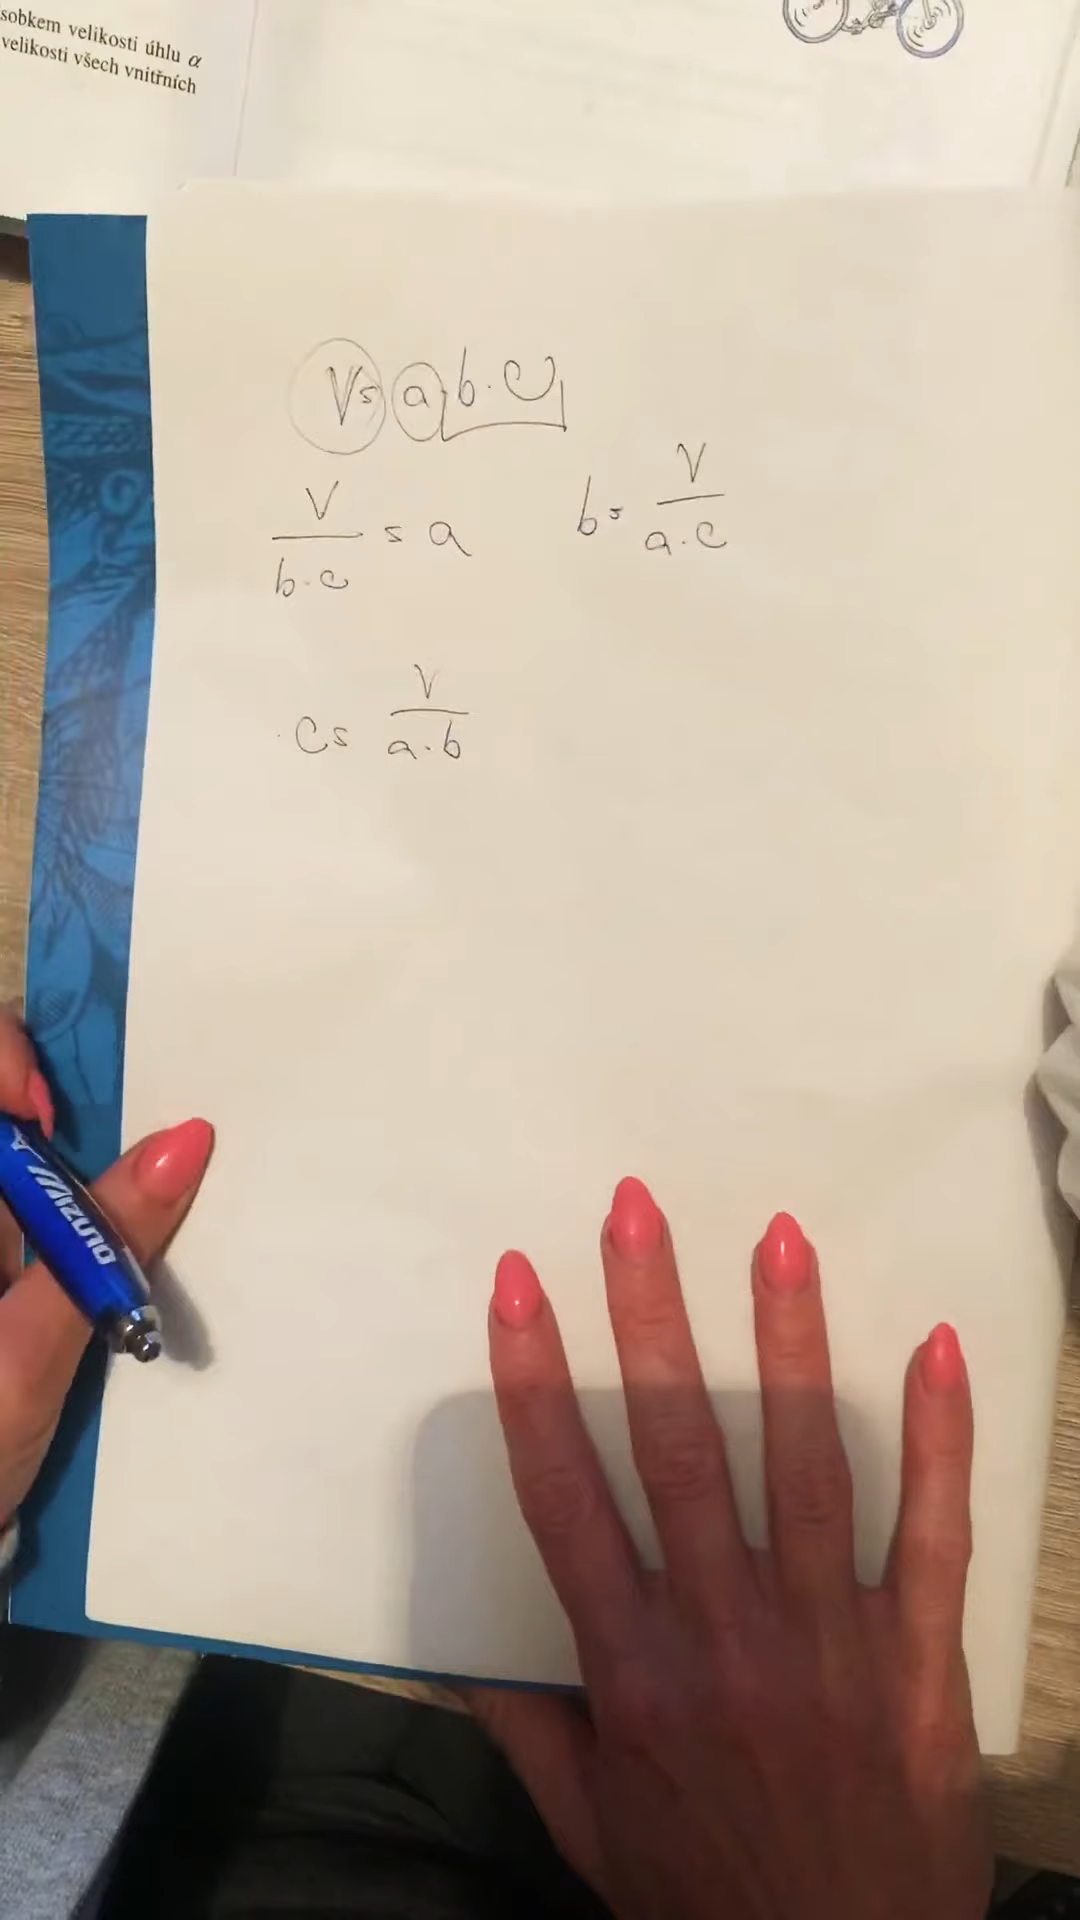 sobkem velikosti úhlu α
velikosti všech vnitřních
V = a · b · c
V / b · c = a
b = V / a · c
c = V / a · b
MIZUNO